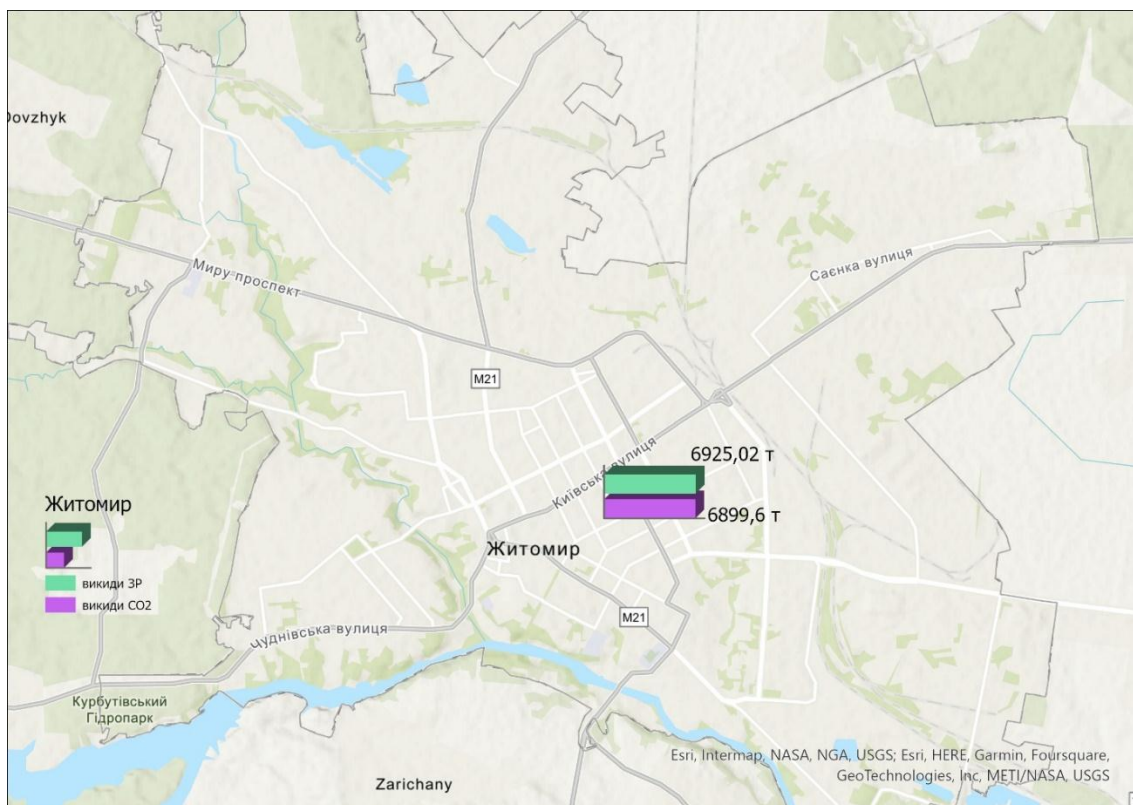 Dovzhyk
Миру проспект
Саєнка вулиця
M21
6925,02 т
Київська вулиця
Житомир
6899,6 т
Житомир
викиди ЗР
викиди CO2
M21
Чуднівська вулиця
Курбутівський
Гідропарк
Zarichany
Esri, Intermap, NASA, NGA, USGS; Esri, HERE, Garmin, Foursquare,
GeoTechnologies, Inc, METI/NASA, USGS